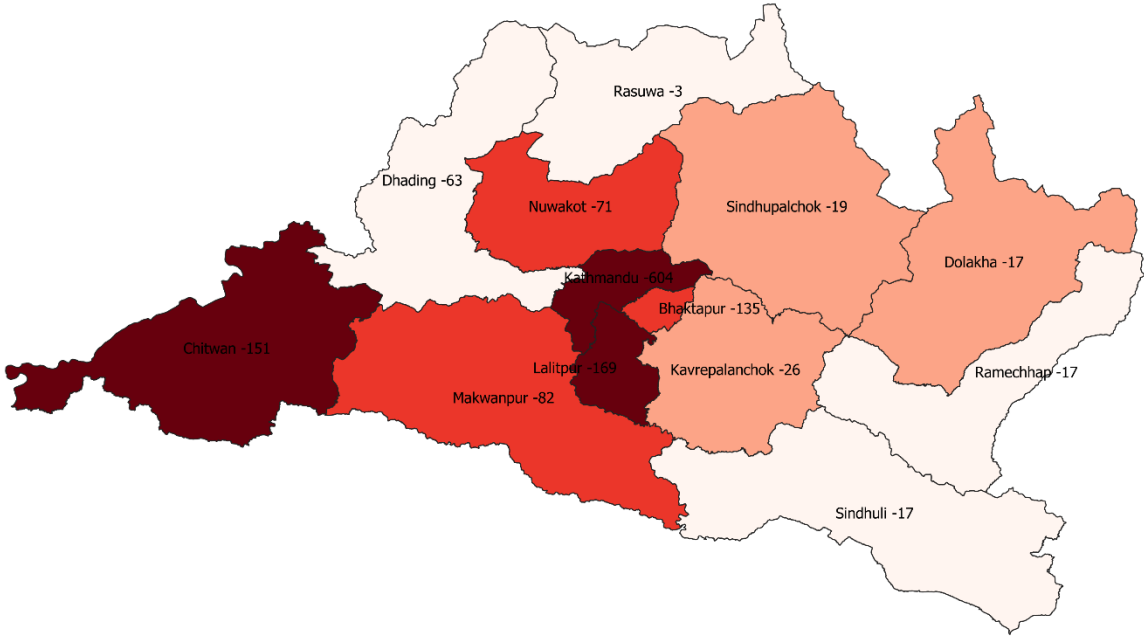 Rasuwa -3
Dhading -63
Nuwakot -71
Sindhupalchok -19
Dolakha -17
Kathmandu -604
Bhaktapur -135
Chitwan -151
Lalitpur -169
Kavrepalanchok -26
Ramechhap -17
Makwanpur -82
Sindhuli -17